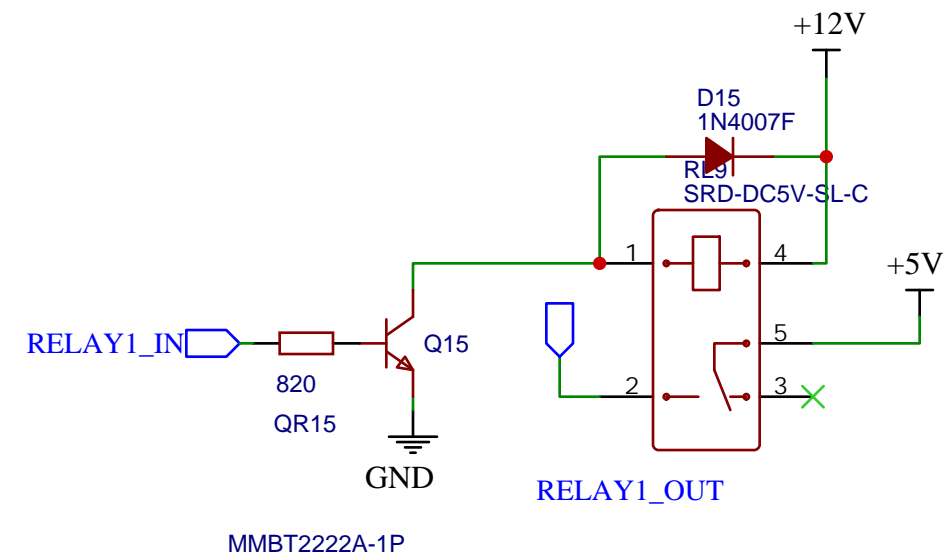 +12V
D15
1N4007F
RL9
SRD-DC5V-SL-C
1
4
+5V
RELAY1_IN
Q15
5
820
2
3
QR15
GND
RELAY1_OUT
MMBT2222A-1P